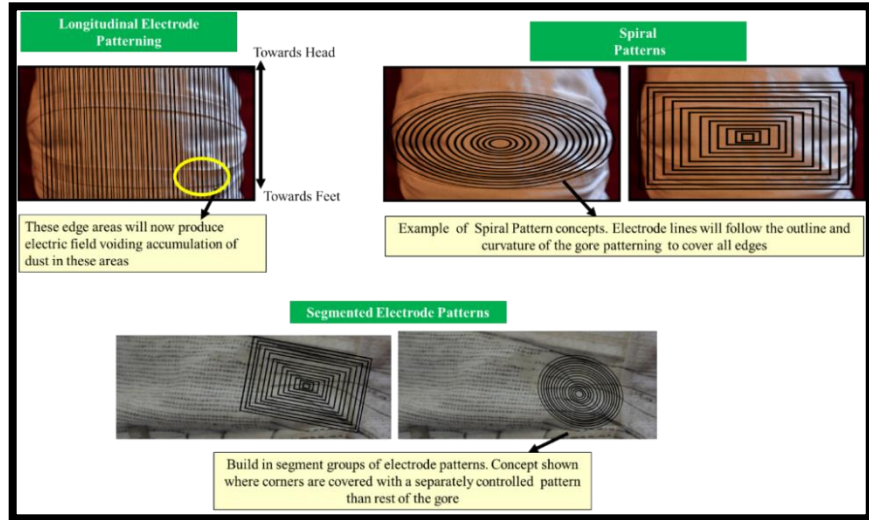 Longitudinal Electrode
Patterning
Towards Head
Towards Feet
These edge areas will now produce
electric field voiding accumulation of
dust in these areas
Spiral
Patterns
Example of Spiral Pattern concepts. Electrode lines will follow the outline and
curvature of the gore patterning to cover all edges
Segmented Electrode Patterns
Build in segment groups of electrode patterns. Concept shown
where corners are covered with a separately controlled pattern
than rest of the gore